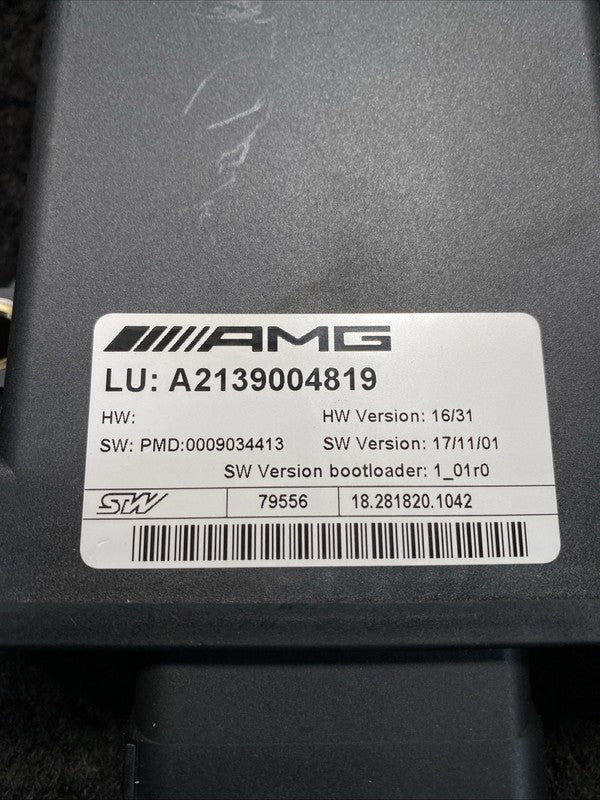 AMG
LU: A2139004819
HW: HW Version: 16/31
SW: PMD:0009034413 SW Version: 17/11/01
SW Version bootloader: 1_01r0
STW 79556 18.281820.1042